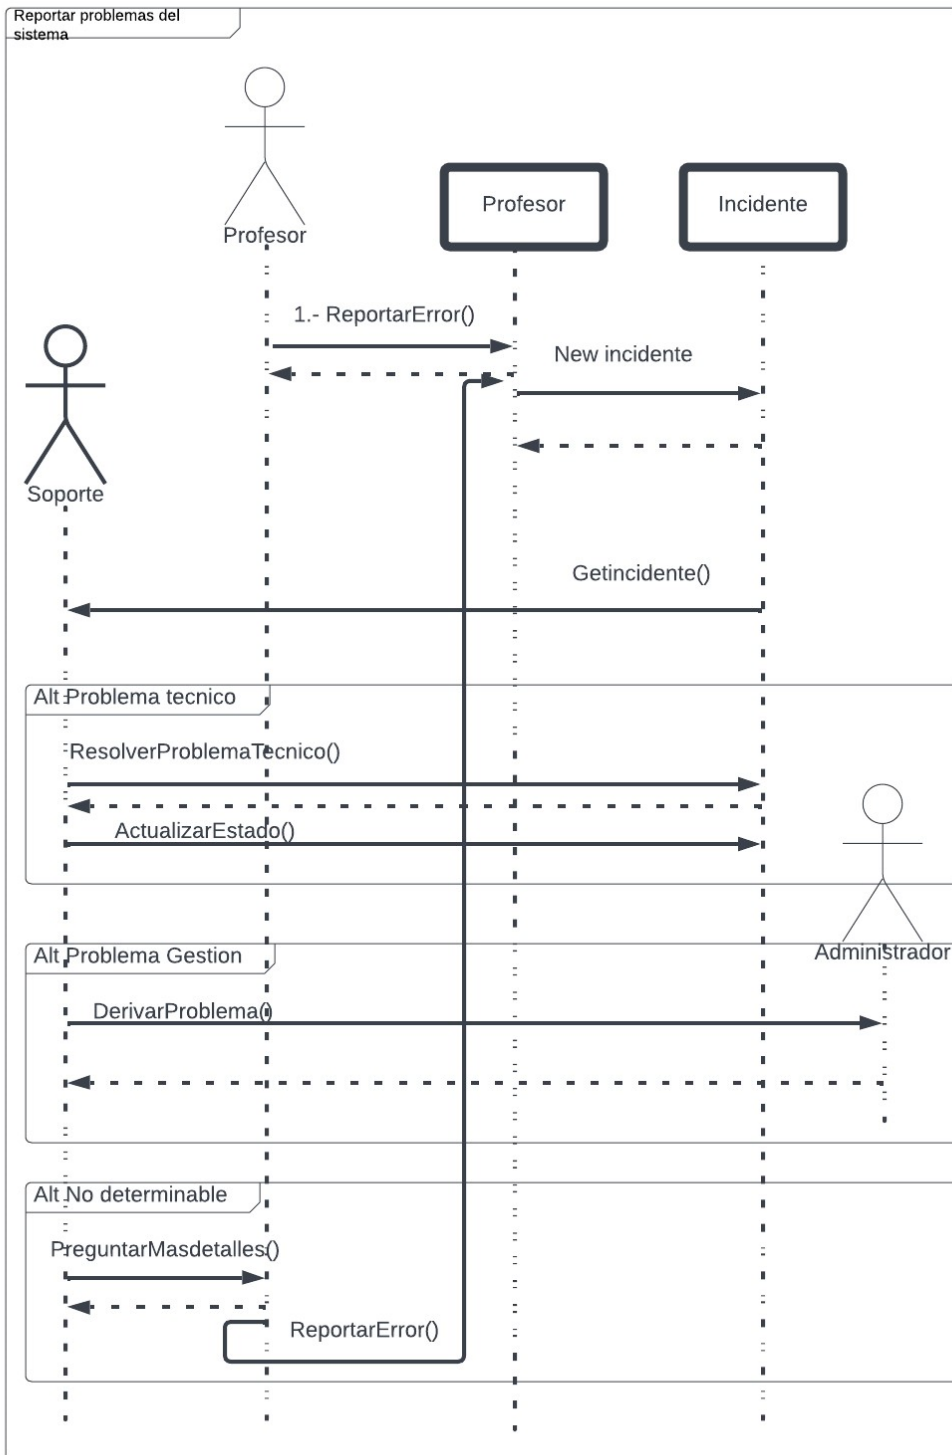 Reportar problemas del
sistema
Profesor
Profesor
Incidente
1.- ReportarError()
New incidente
Soporte
Getincidente()
Alt Problema tecnico
ResolverProblemaTecnico()
ActualizarEstado()
Alt Problema Gestion
Administrador
DerivarProblema()
Alt No determinable
PreguntarMasdetalles()
ReportarError()